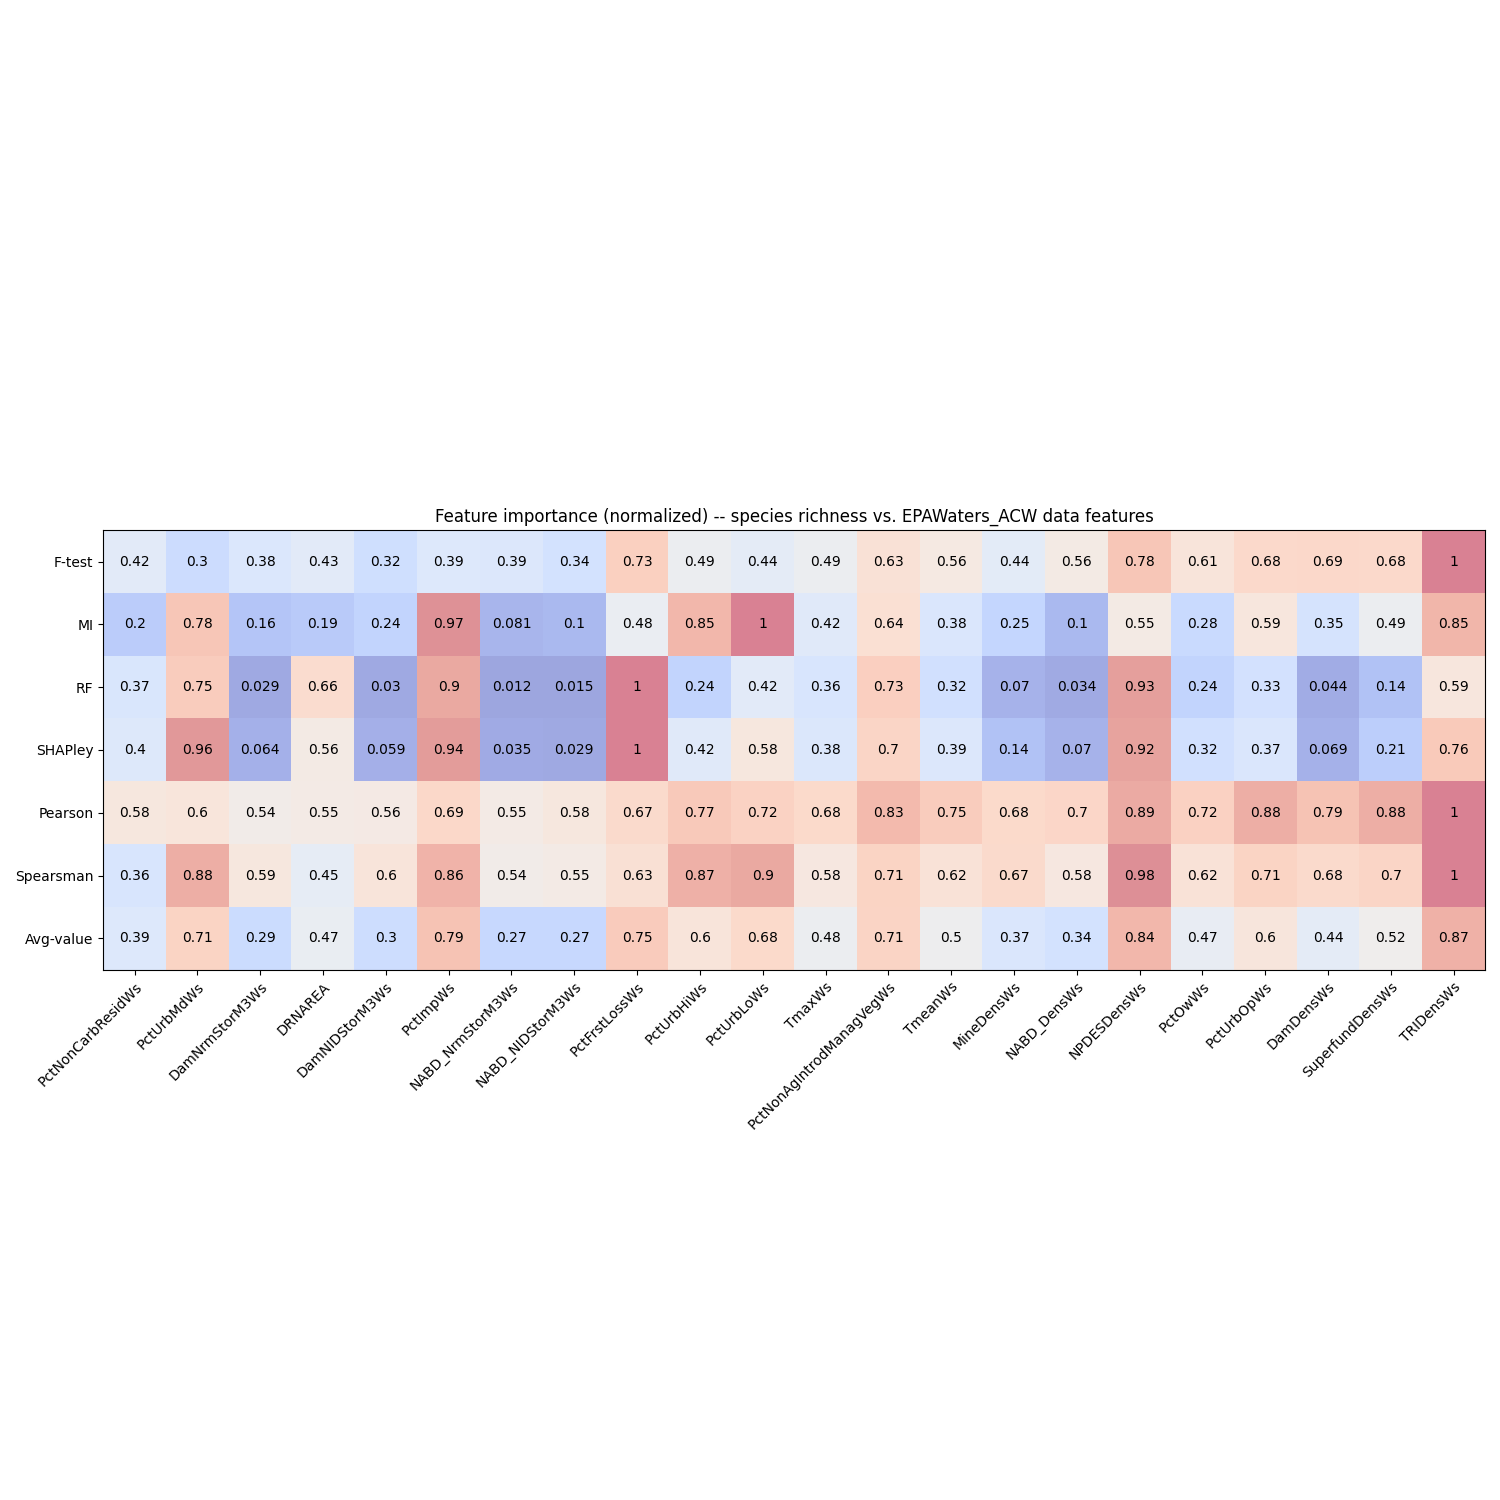 Feature importance (normalized) -- species richness vs. EPAWaters_ACW data features
F-test 0.42 0.3 0.38 0.43 0.32 0.39 0.39 0.34 0.73 0.49 0.44 0.49 0.63 0.56 0.44 0.56 0.78 0.61 0.68 0.69 0.68 1
MI 0.2 0.78 0.16 0.19 0.24 0.97 0.081 0.1 0.48 0.85 1 0.42 0.64 0.38 0.25 0.1 0.55 0.28 0.59 0.35 0.49 0.85
RF 0.37 0.75 0.029 0.66 0.03 0.9 0.012 0.015 1 0.24 0.42 0.36 0.73 0.32 0.07 0.034 0.93 0.24 0.33 0.044 0.14 0.59
SHAPley 0.4 0.96 0.064 0.56 0.059 0.94 0.035 0.029 1 0.42 0.58 0.38 0.7 0.39 0.14 0.07 0.92 0.32 0.37 0.069 0.21 0.76
Pearson 0.58 0.6 0.54 0.55 0.56 0.69 0.55 0.58 0.67 0.77 0.72 0.68 0.83 0.75 0.68 0.7 0.89 0.72 0.88 0.79 0.88 1
Spearsman 0.36 0.88 0.59 0.45 0.6 0.86 0.54 0.55 0.63 0.87 0.9 0.58 0.71 0.62 0.67 0.58 0.98 0.62 0.71 0.68 0.7 1
Avg-value 0.39 0.71 0.29 0.47 0.3 0.79 0.27 0.27 0.75 0.6 0.68 0.48 0.71 0.5 0.37 0.34 0.84 0.47 0.6 0.44 0.52 0.87
PctNonCarbResidWs
PctUrbMdWs
DamNrmStorM3Ws
DRNAREA
DamNIDStorM3Ws
PctImpWs
NABD_NrmStorM3Ws
NABD_NIDStorM3Ws
PctFrstLossWs
PctUrbHiWs
PctUrbLoWs
TmaxWs
PctNonAgIntrodManagVegWs
TmeanWs
MineDensWs
NABD_DensWs
NPDESDensWs
PctOwWs
PctUrbOpWs
DamDensWs
SuperfundDensWs
TRIDensWs